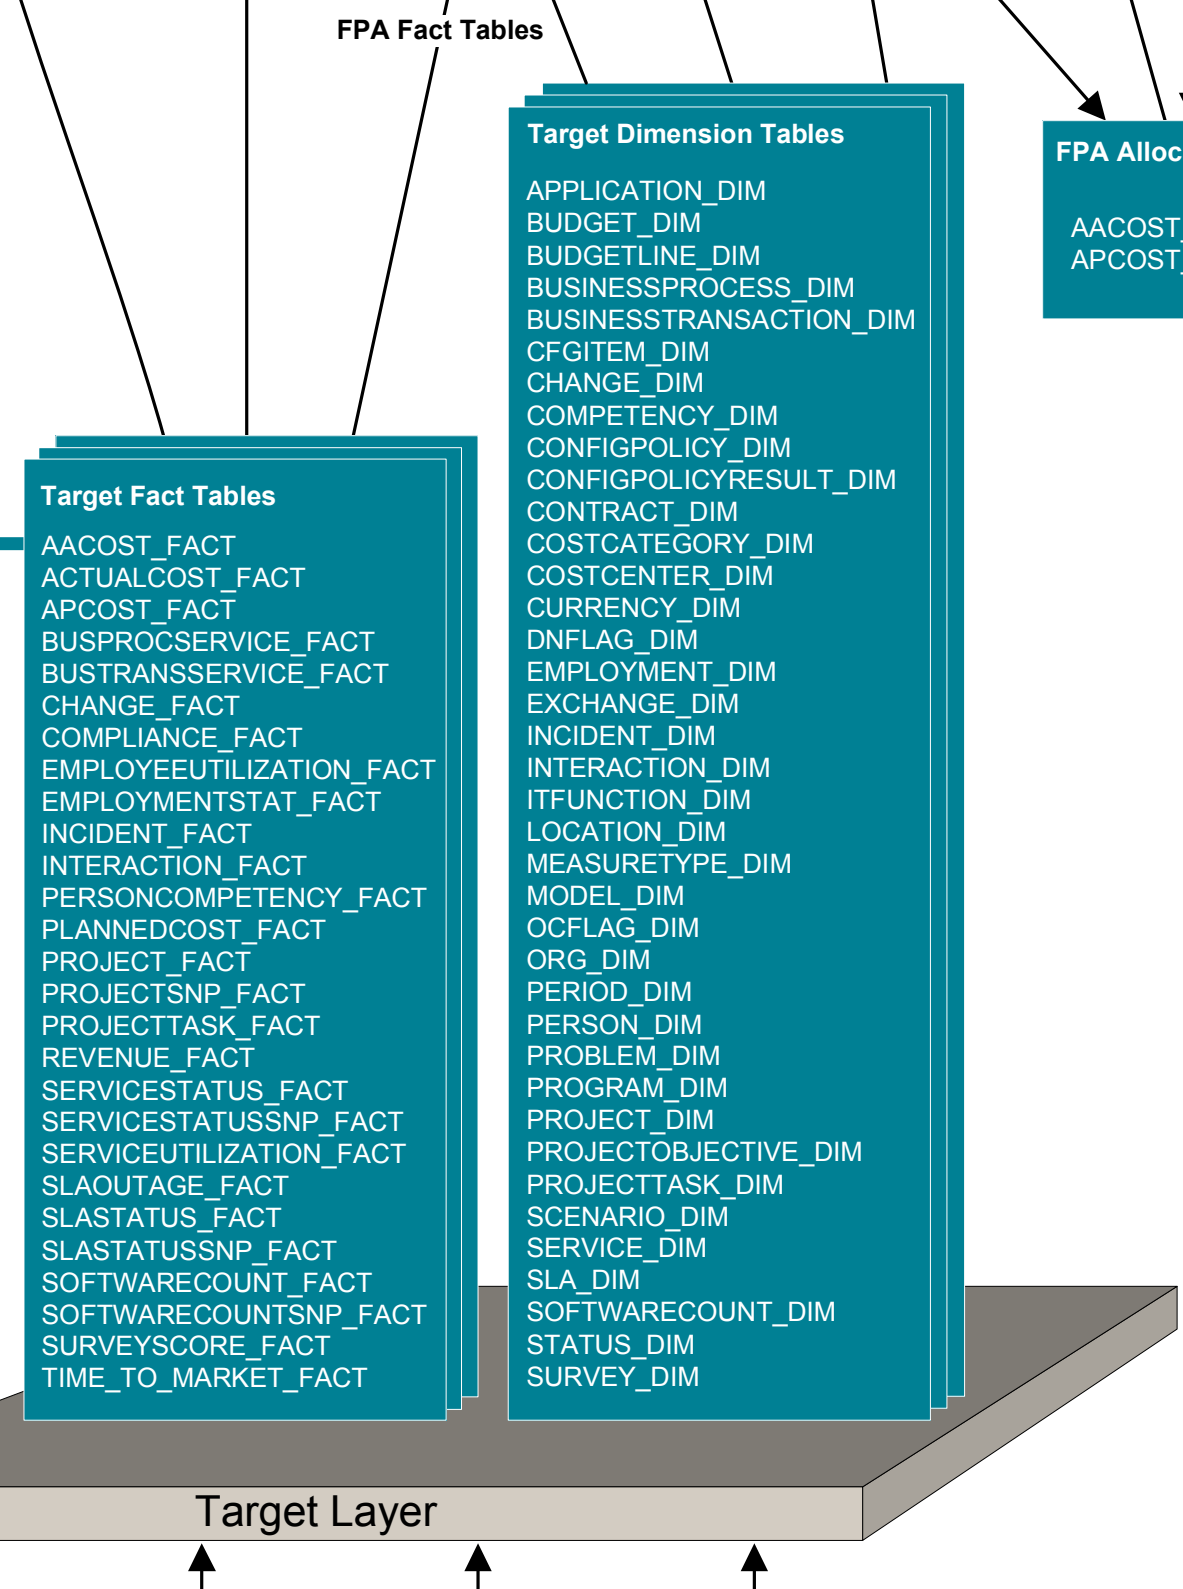 FPA Fact Tables
Target Dimension Tables
APPLICATION_DIM
BUDGET_DIM
BUDGETLINE_DIM
BUSINESSPROCESS_DIM
BUSINESSTRANSACTION_DIM
CFGITEM_DIM
CHANGE_DIM
COMPETENCY_DIM
CONFIGPOLICY_DIM
CONFIGPOLICYRESULT_DIM
CONTRACT_DIM
COSTCATEGORY_DIM
COSTCENTER_DIM
CURRENCY_DIM
DNFLAG_DIM
EMPLOYMENT_DIM
EXCHANGE_DIM
INCIDENT_DIM
INTERACTION_DIM
ITFUNCTION_DIM
LOCATION_DIM
MEASURETYPE_DIM
MODEL_DIM
OCFLAG_DIM
ORG_DIM
PERIOD_DIM
PERSON_DIM
PROBLEM_DIM
PROGRAM_DIM
PROJECT_DIM
PROJECTOBJECTIVE_DIM
PROJECTTASK_DIM
SCENARIO_DIM
SERVICE_DIM
SLA_DIM
SOFTWARECOUNT_DIM
STATUS_DIM
SURVEY_DIM
FPA Alloc
AACOST_
APCOST_
Target Fact Tables
AACOST_FACT
ACTUALCOST_FACT
APCOST_FACT
BUSPROCSERVICE_FACT
BUSTRANSSERVICE_FACT
CHANGE_FACT
COMPLIANCE_FACT
EMPLOYEEUTILIZATION_FACT
EMPLOYMENTSTAT_FACT
INCIDENT_FACT
INTERACTION_FACT
PERSONCOMPETENCY_FACT
PLANNEDCOST_FACT
PROJECT_FACT
PROJECTSNP_FACT
PROJECTTASK_FACT
REVENUE_FACT
SERVICESTATUS_FACT
SERVICESTATUSSNP_FACT
SERVICEUTILIZATION_FACT
SLAOUTAGE_FACT
SLASTATUS_FACT
SLASTATUSSNP_FACT
SOFTWARECOUNT_FACT
SOFTWARECOUNTSNP_FACT
SURVEYSCORE_FACT
TIME_TO_MARKET_FACT
Target Layer